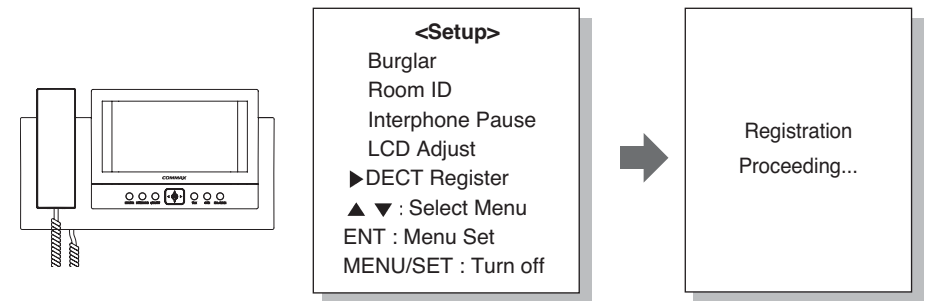 COMMAX
<Setup>
Burglar
Room ID
Interphone Pause
LCD Adjust
▶DECT Register
▲ ▼ : Select Menu
ENT : Menu Set
MENU/SET : Turn off
Registration
Proceeding...